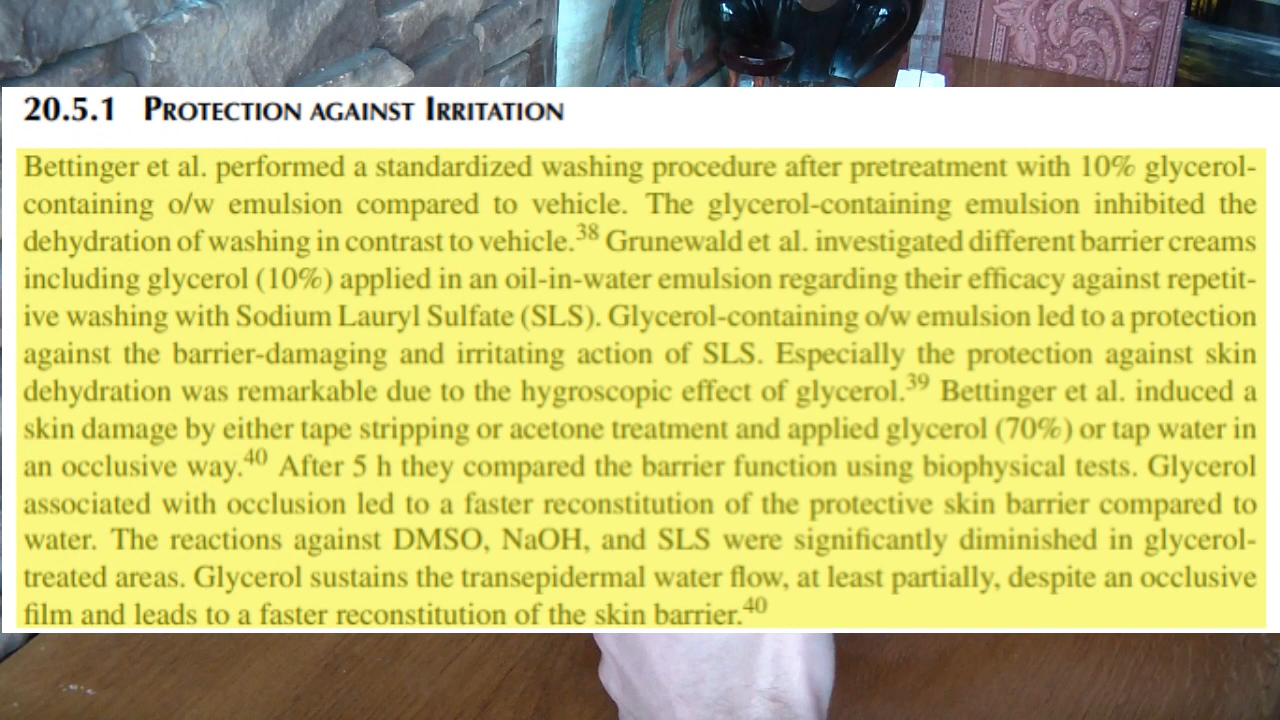 20.5.1 Protection against Irritation
Bettinger et al. performed a standardized washing procedure after pretreatment with 10% glycerol-
containing o/w emulsion compared to vehicle. The glycerol-containing emulsion inhibited the
dehydration of washing in contrast to vehicle.38 Grunewald et al. investigated different barrier creams
including glycerol (10%) applied in an oil-in-water emulsion regarding their efficacy against repetit-
ive washing with Sodium Lauryl Sulfate (SLS). Glycerol-containing o/w emulsion led to a protection
against the barrier-damaging and irritating action of SLS. Especially the protection against skin
dehydration was remarkable due to the hygroscopic effect of glycerol.39 Bettinger et al. induced a
skin damage by either tape stripping or acetone treatment and applied glycerol (70%) or tap water in
an occlusive way.40 After 5 h they compared the barrier function using biophysical tests. Glycerol
associated with occlusion led to a faster reconstitution of the protective skin barrier compared to
water. The reactions against DMSO, NaOH, and SLS were significantly diminished in glycerol-
treated areas. Glycerol sustains the transepidermal water flow, at least partially, despite an occlusive
film and leads to a faster reconstitution of the skin barrier.40